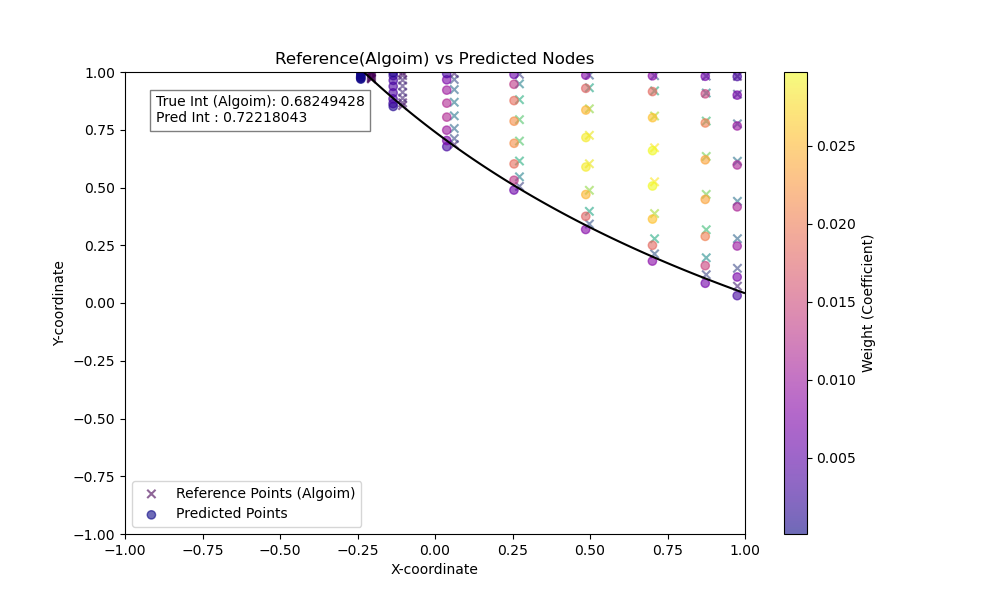 Reference(Algoim) vs Predicted Nodes
True Int (Algoim): 0.68249428
Pred Int : 0.72218043
1.00
0.75
0.50
0.25
0.00
−0.25
−0.50
−0.75
−1.00
Y-coordinate
Reference Points (Algoim)
Predicted Points
−1.00
−0.75
−0.50
−0.25
0.00
0.25
0.50
0.75
1.00
X-coordinate
0.025
0.020
0.015
0.010
0.005
Weight (Coefficient)